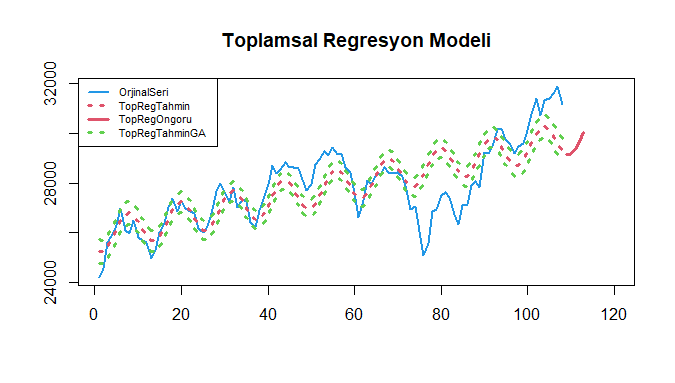 Toplamsal Regresyon Modeli
OrjinalSeri
TopRegTahmin
TopRegOngoru
TopRegTahminGA
32000
28000
24000
0 20 40 60 80 100 120